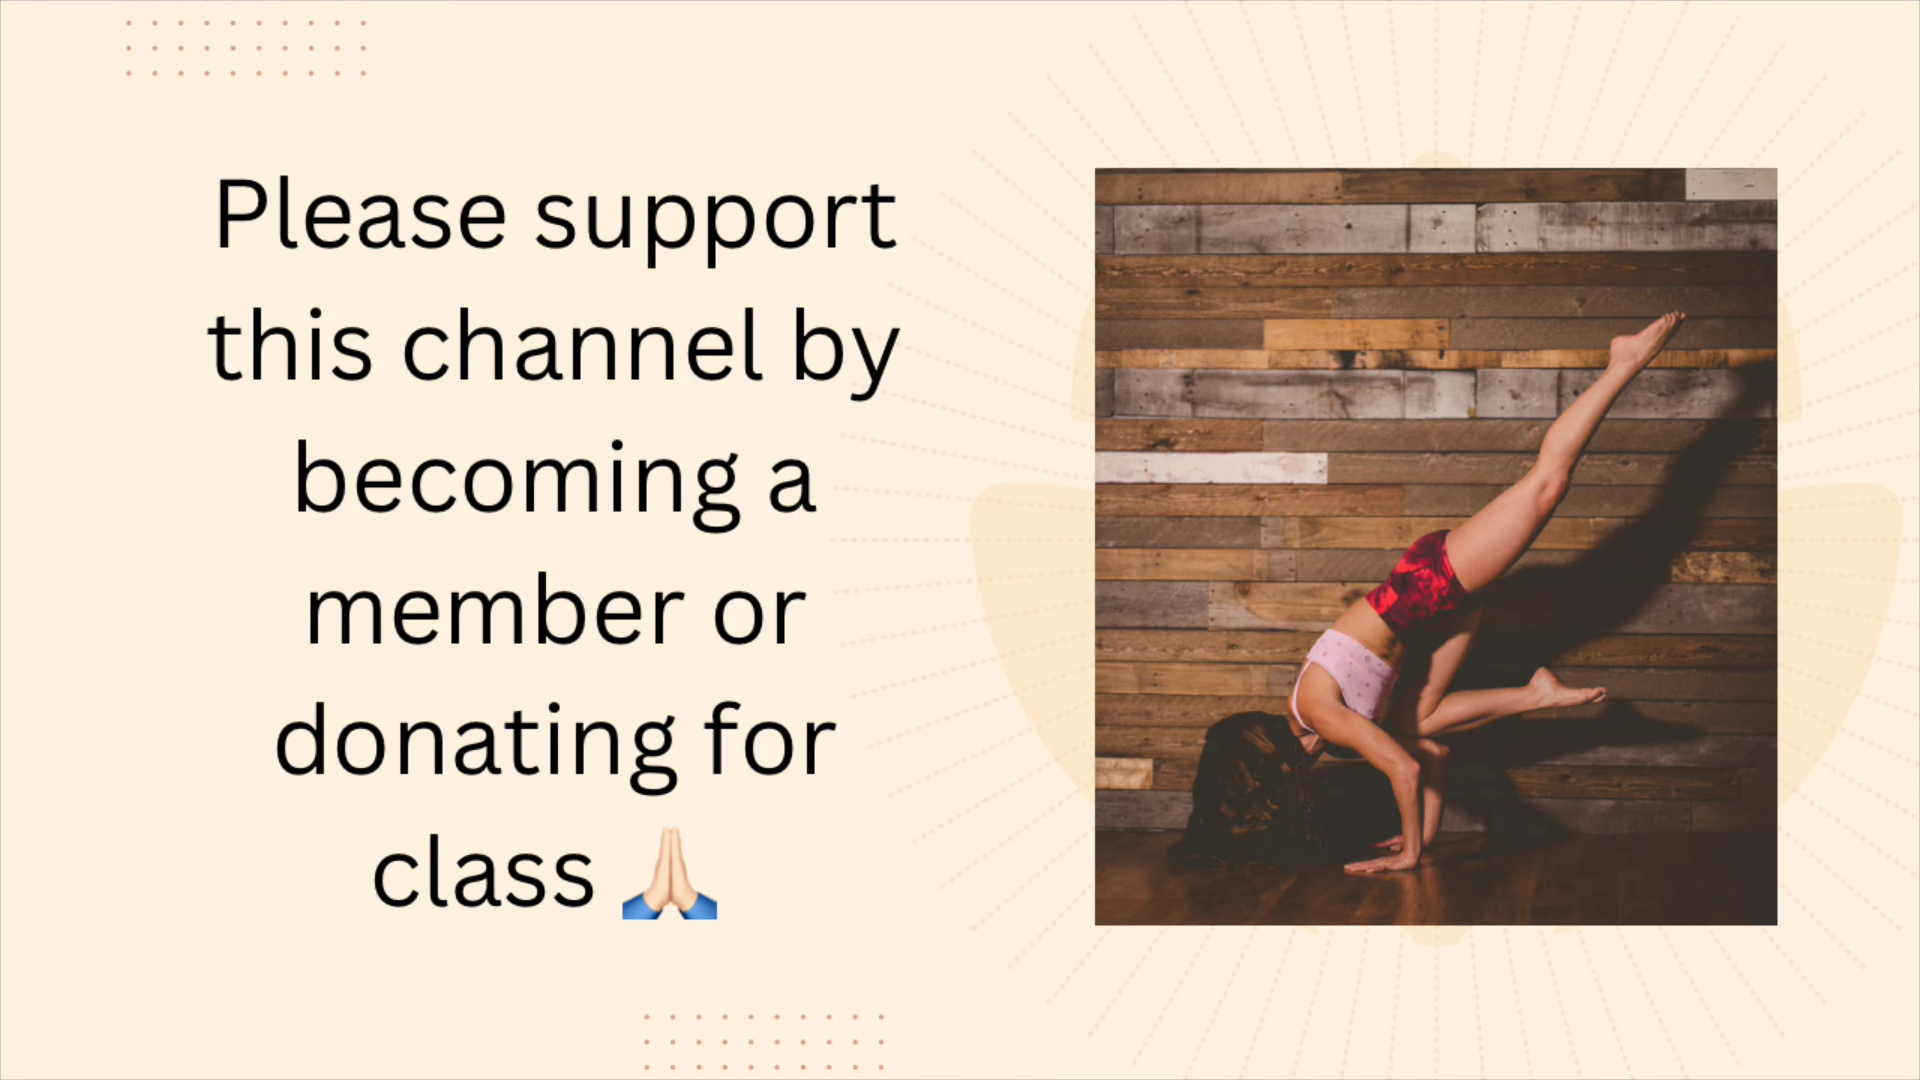 Please support
this channel by
becoming a
member or
donating for
class 🙏🏻